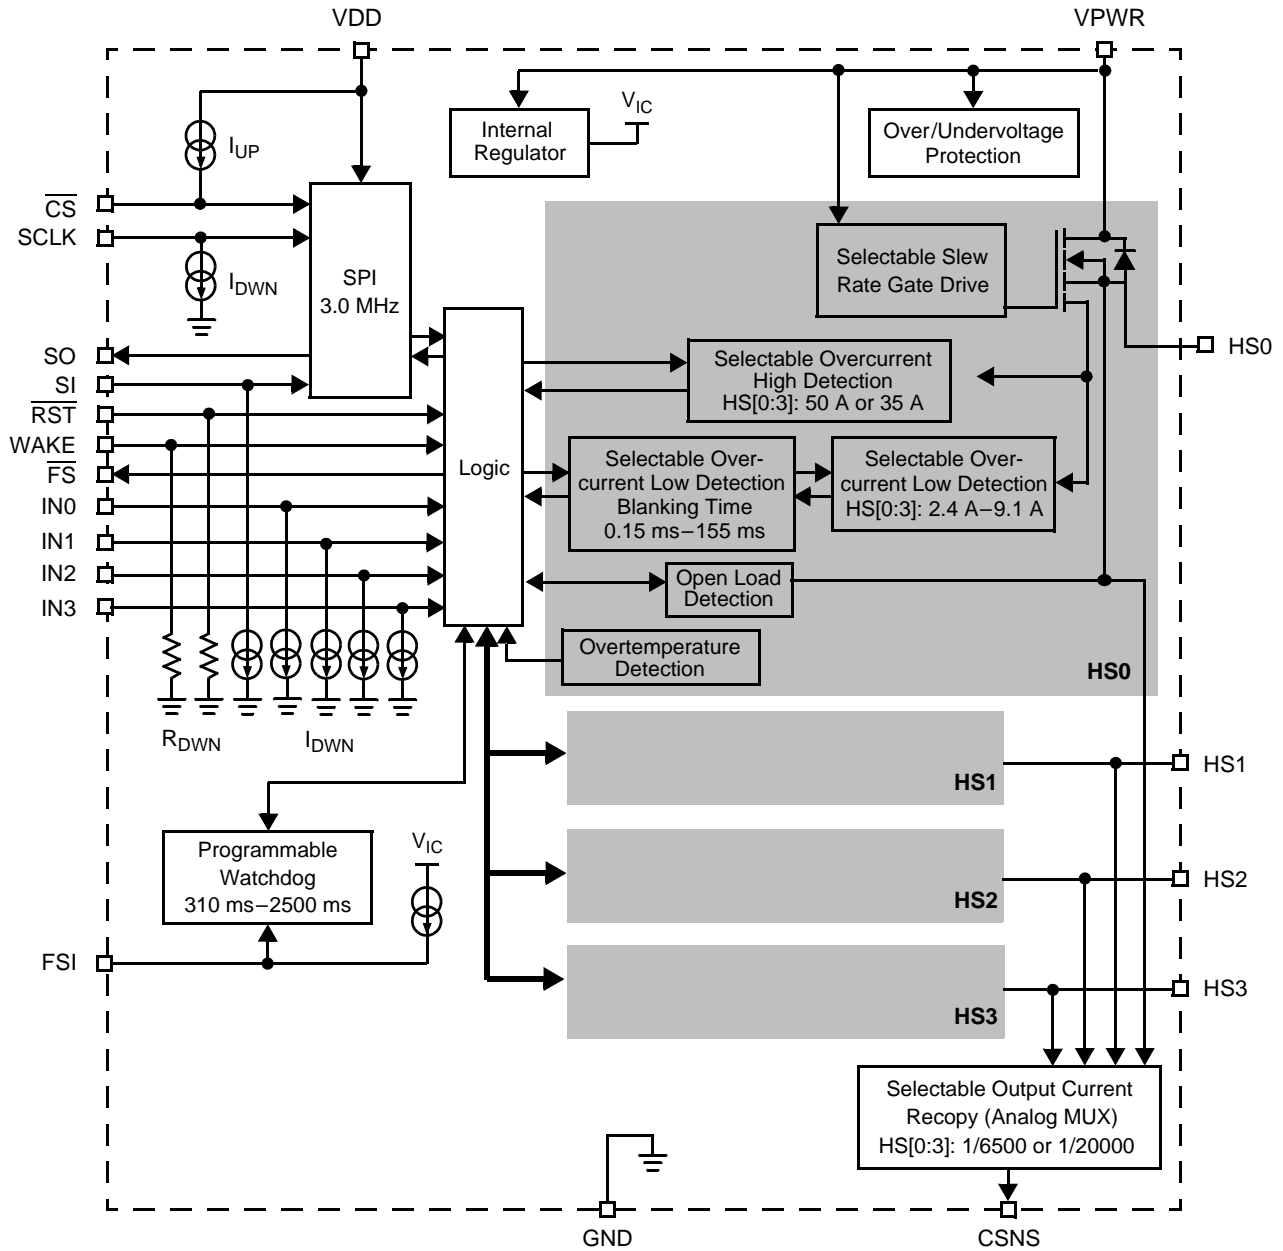 VDD
VPWR
Internal
Regulator
VIC
Over/Undervoltage
Protection
IUP
CS
SCLK
IDWN
SPI
3.0 MHz
Selectable Slew
Rate Gate Drive
HS0
SO
SI
RST
WAKE
FS
IN0
IN1
IN2
IN3
Logic
Selectable Overcurrent
High Detection
HS[0:3]: 50 A or 35 A
Selectable Over-
current Low Detection
Blanking Time
0.15 ms–155 ms
Selectable Over-
current Low Detection
HS[0:3]: 2.4 A–9.1 A
Open Load
Detection
Overtemperature
Detection
HS0
RDWN
IDWN
HS1
HS1
Programmable
Watchdog
310 ms–2500 ms
VIC
HS2
HS2
FSI
HS3
HS3
Selectable Output Current
Recopy (Analog MUX)
HS[0:3]: 1/6500 or 1/20000
GND
CSNS